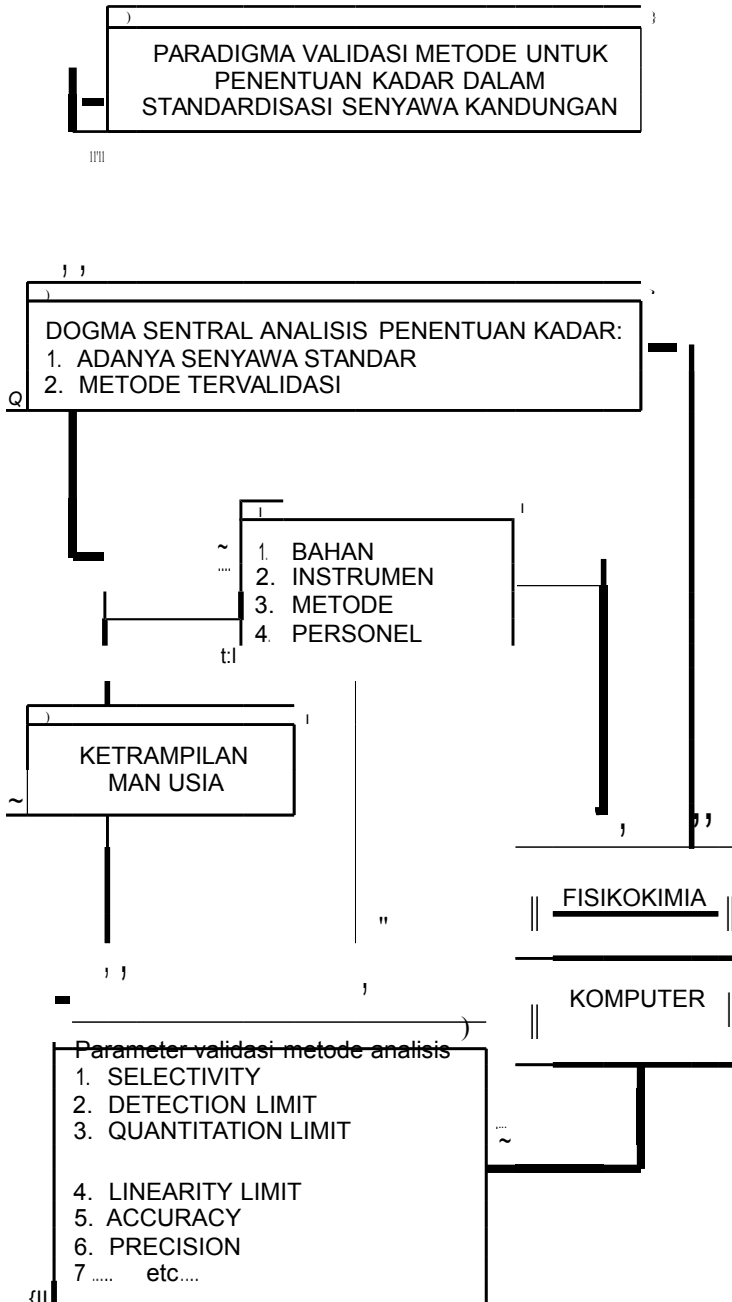 PARADIGMA VALIDASI METODE UNTUK
PENENTUAN KADAR DALAM
STANDARDISASI SENYAWA KANDUNGAN
DOGMA SENTRAL ANALISIS PENENTUAN KADAR:
1. ADANYA SENYAWA STANDAR
2. METODE TERVALIDASI
1. BAHAN
2. INSTRUMEN
3. METODE
4. PERSONEL
KETRAMPILAN
MAN USIA
FISIKOKIMIA
KOMPUTER
Parameter validasi metode analisis
1. SELECTIVITY
2. DETECTION LIMIT
3. QUANTITATION LIMIT
4. LINEARITY LIMIT
5. ACCURACY
6. PRECISION
7 ..... etc....